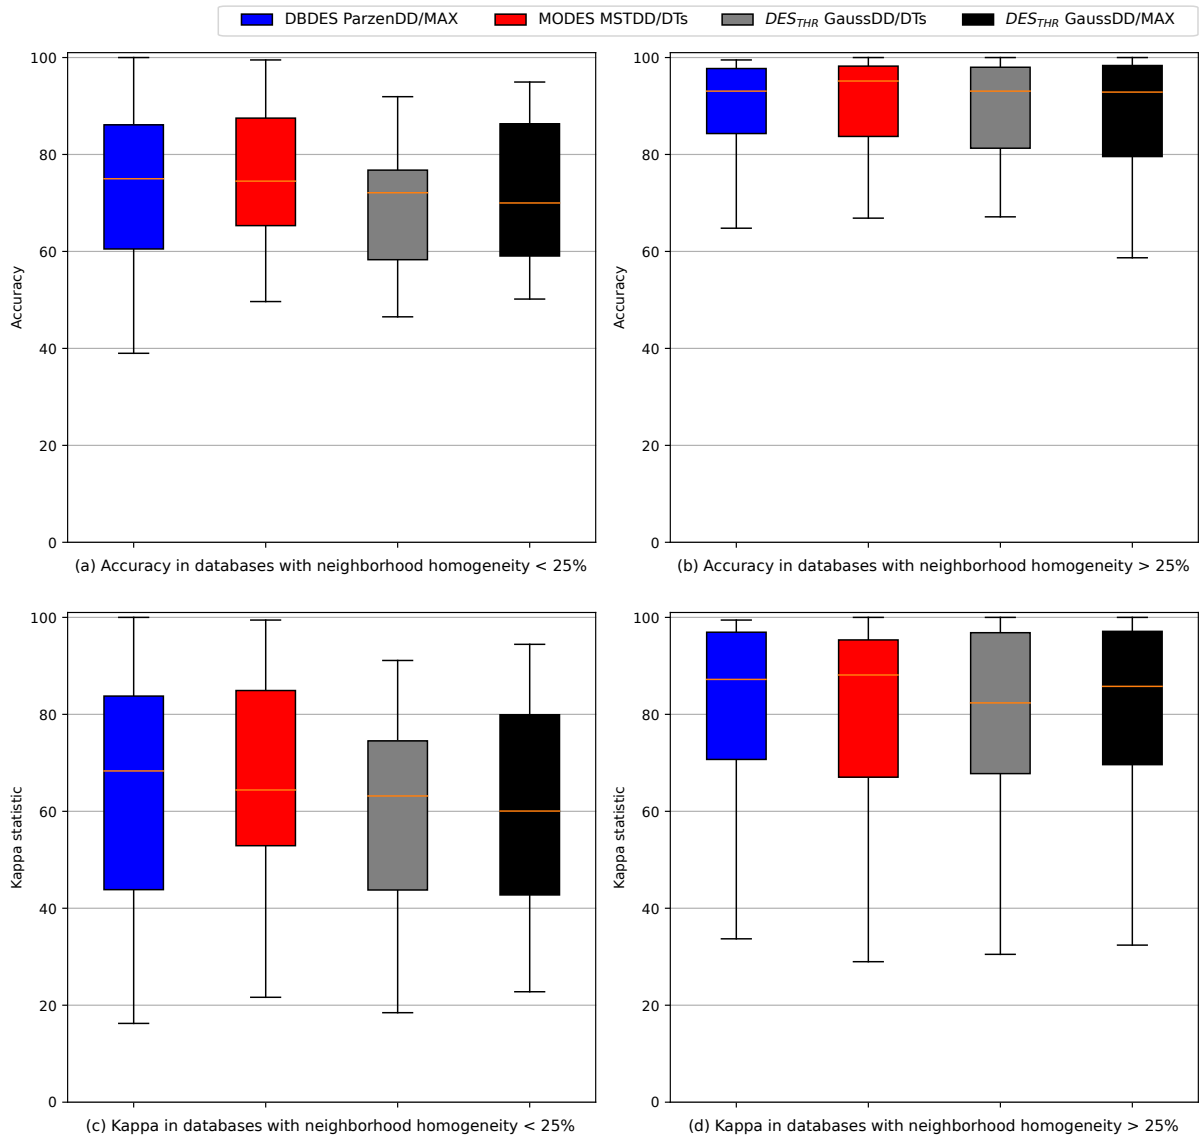 DBDES ParzenDD/MAX MODES MSTDD/DTs DES_THR GaussDD/DTs DES_THR GaussDD/MAX
100
80
60
40
20
0
Accuracy
(a) Accuracy in databases with neighborhood homogeneity < 25%
100
80
60
40
20
0
Accuracy
(b) Accuracy in databases with neighborhood homogeneity > 25%
100
80
60
40
20
0
Kappa statistic
(c) Kappa in databases with neighborhood homogeneity < 25%
100
80
60
40
20
0
Kappa statistic
(d) Kappa in databases with neighborhood homogeneity > 25%